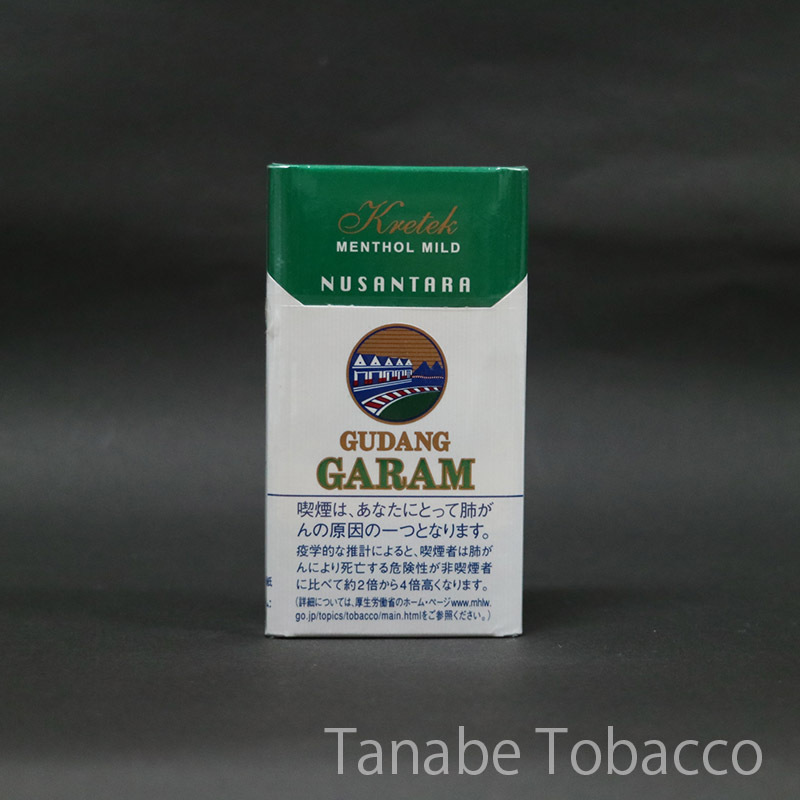 Kretek
MENTHOL MILD
NUSANTARA
GUDANG
GARAM
喫煙は、あなたにとって肺が
んの原因の一つとなります。
疫学的な推計によると、喫煙者は肺が
んにより死亡する危険性が非喫煙者
に比べて約2倍から4倍高くなります。
(詳細については、厚生労働省のホーム・ページwww.mhlw.
go.jp/topics/tobacco/main.htmlをご参照ください。)
Tanabe Tobacco